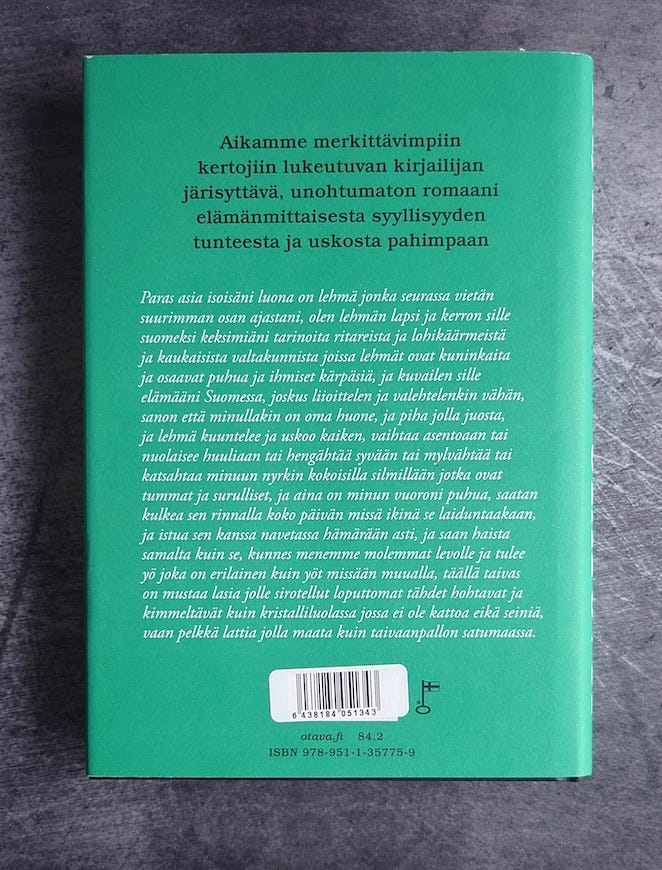 Aikamme merkittävimpiin
kertojiin lukeutuvan kirjailijan
järisyttävä, unohtumaton romaani
elämänmittaisesta syyllisyyden
tunteesta ja uskosta pahimpaan
Paras asia isoisäni luona on lehmä jonka seurassa vietän
suurimman osan ajastani, olen lehmän lapsi ja kerron sille
suomeksi keksimiäni tarinoita ritareista ja lohikäärmeistä
ja kaukaisista valtakunnista joissa lehmät ovat kuninkaita
ja osaavat puhua ja ihmiset kärpäsiä, ja kuvailen sille
elämääni Suomessa, joskus liioittelen ja valehtelenkin vähän,
sanon että minullakin on oma huone, ja piha jolla juosta,
ja lehmä kuuntelee ja uskoo kaiken, vaihtaa asentoaan tai
nuolaisee huuliaan tai hengähtää syvään tai mylvähtää tai
katsahtaa minuun nyrkin kokoisilla silmillään jotka ovat
tummat ja surulliset, ja aina on minun vuoroni puhua, saatan
kulkea sen rinnalla koko päivän missä ikinä se laiduntaakaan,
ja istua sen kanssa navetassa hämärään asti, ja saan haista
samalta kuin se, kunnes menemme molemmat levolle ja tulee
yö joka on erilainen kuin yöt missään muualla, täällä taivas
on mustaa lasia jolle sirotellut loputtomat tähdet hohtavat ja
kimmeltävät kuin kristalliluolassa jossa ei ole kattoa eikä seiniä,
vaan pelkkä lattia jolla maata kuin taivaanpallon satumaassa.
6 438184 051343
otava.fi 84.2
ISBN 978-951-1-35775-9